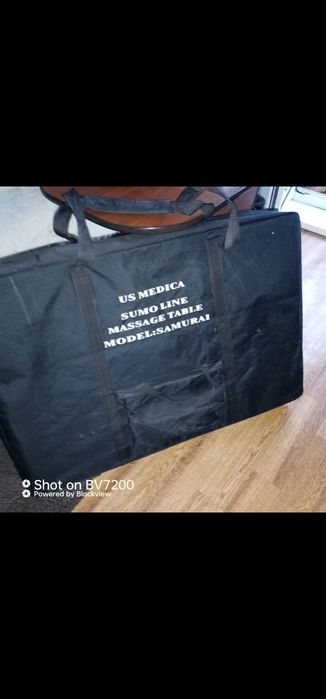 US MEDICA
SUMO LINE
MASSAGE TABLE
MODEL:SAMURAI
Shot on BV7200
Powered by Blackview